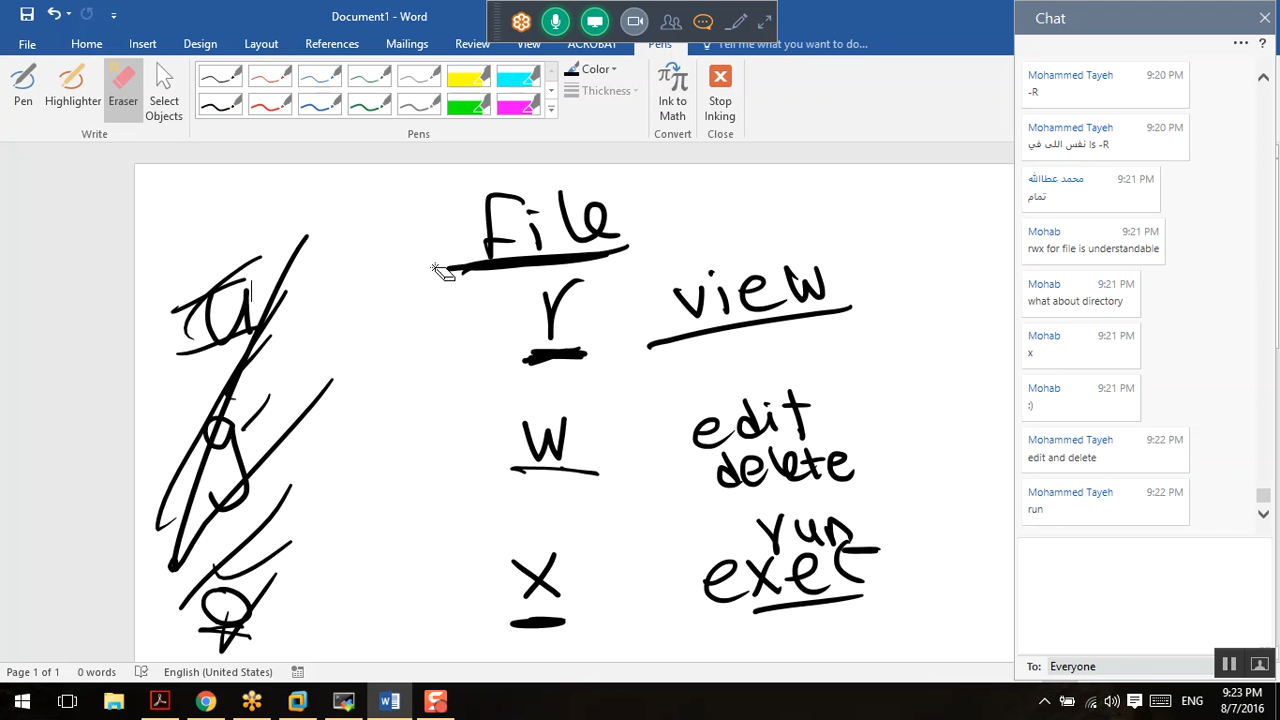 Document1 - Word
File
Home
Insert
Design
Layout
References
Mailings
Review
View
ACROBAT
Pens
Tell me what you want to do...
Pen
Highlighter
Eraser
Select Objects
Write
Pens
Color
Thickness
Ink to Math
Convert
Stop Inking
Close
File
r view
w edit
delete
run
x exec
Chat
Mohammed Tayeh 9:20 PM
-R
Mohammed Tayeh 9:20 PM
نفس اللى في ls -R
محمد عطاالله 9:21 PM
تمام
Mohab 9:21 PM
rwx for file is understandable
Mohab 9:21 PM
what about directory
Mohab 9:21 PM
x
Mohab 9:21 PM
:)
Mohammed Tayeh 9:22 PM
edit and delete
Mohammed Tayeh 9:22 PM
run
To: Everyone
Page 1 of 1
0 words
English (United States)
ENG
9:23 PM
8/7/2016